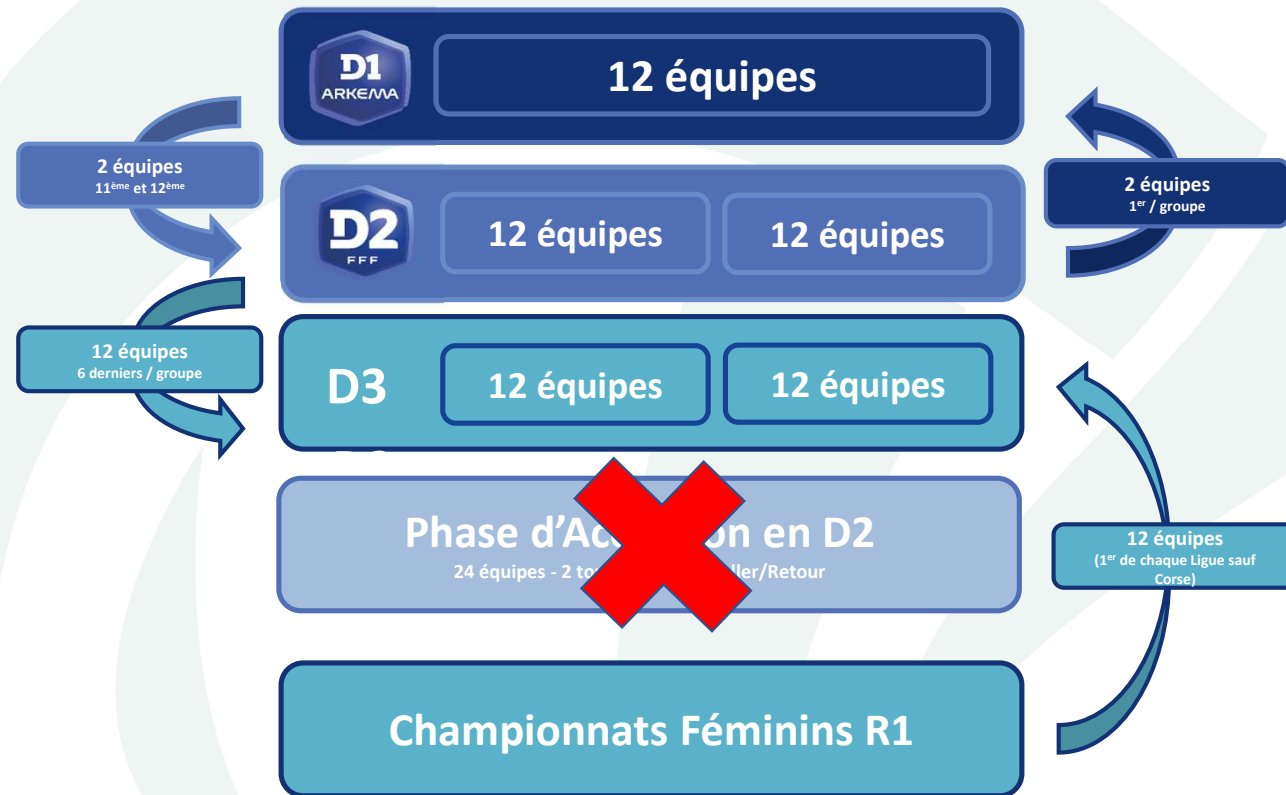 D1
ARKEMA
12 équipes
2 équipes
11ème et 12ème
2 équipes
1er / groupe
D2
FFF
12 équipes
12 équipes
12 équipes
6 derniers / groupe
D3
12 équipes
12 équipes
Phase d'Ac on en D2
24 équipes - 2 to ller/Retour
12 équipes
(1er de chaque Ligue sauf
Corse)
Championnats Féminins R1